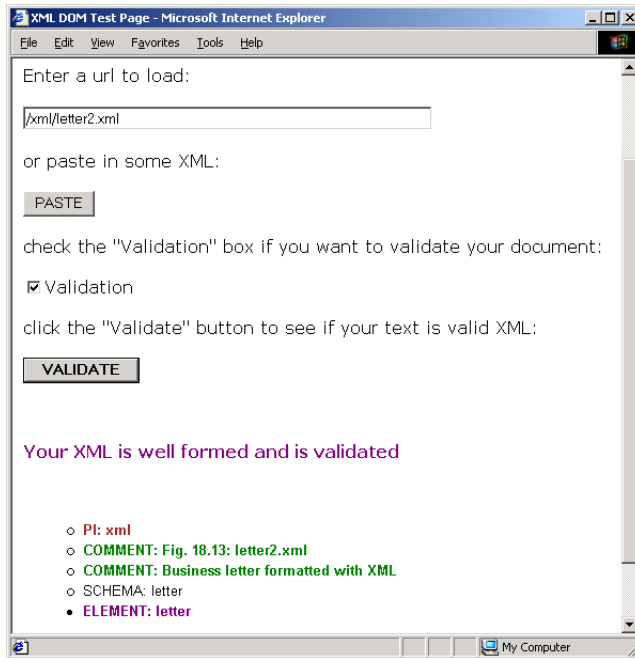 XML DOM Test Page - Microsoft Internet Explorer
File Edit View Favorites Tools Help
Enter a url to load:
/xml/letter2.xml
or paste in some XML:
PASTE
check the "Validation" box if you want to validate your document:
Validation
click the "Validate" button to see if your text is valid XML:
VALIDATE
Your XML is well formed and is validated
PI: xml
COMMENT: Fig. 18.13: letter2.xml
COMMENT: Business letter formatted with XML
SCHEMA: letter
ELEMENT: letter
My Computer